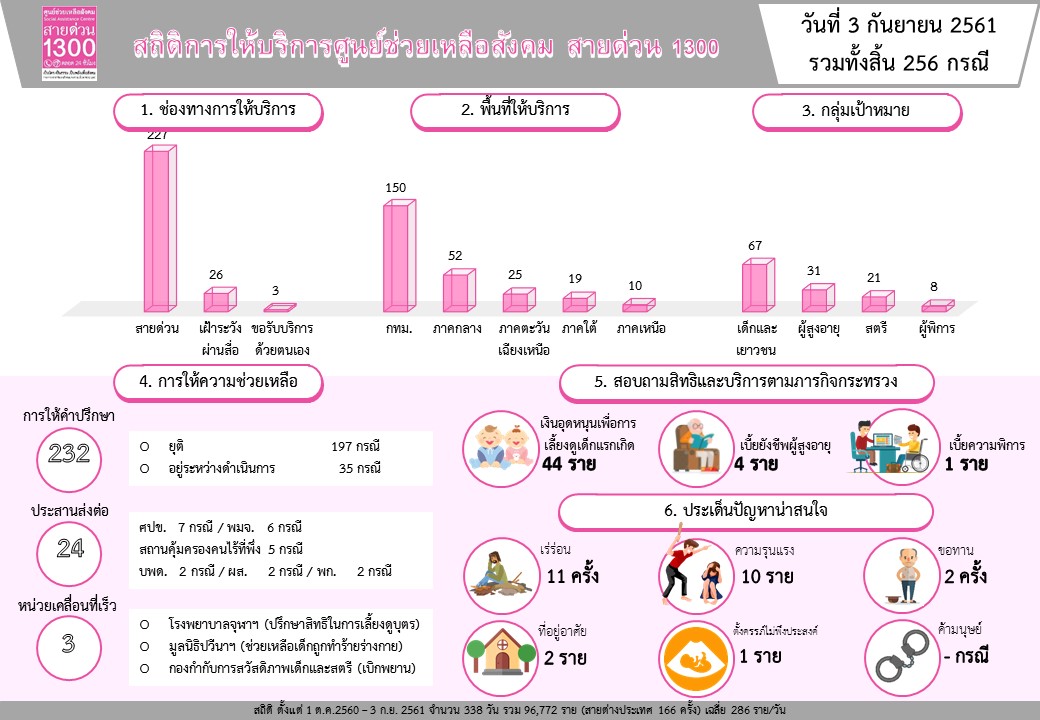 ศูนย์ช่วยเหลือสังคม
Social Assistance Centre
สายด่วน
1300
ตลอด 24 ชั่วโมง
สถิติการให้บริการศูนย์ช่วยเหลือสังคม สายด่วน 1300
วันที่ 3 กันยายน 2561
รวมทั้งสิ้น 256 กรณี
1. ช่องทางการให้บริการ
227
26
3
สายด่วน
เฝ้าระวัง
ผ่านสื่อ
ขอรับบริการ
ด้วยตนเอง
2. พื้นที่ให้บริการ
150
52
25
19
10
กทม.
ภาคกลาง
ภาคตะวัน
เฉียงเหนือ
ภาคใต้
ภาคเหนือ
3. กลุ่มเป้าหมาย
67
31
21
8
เด็กและ
เยาวชน
ผู้สูงอายุ
สตรี
ผู้พิการ
4. การให้ความช่วยเหลือ
การให้คำปรึกษา
232
O ยุติ 197 กรณี
O อยู่ระหว่างดำเนินการ 35 กรณี
ประสานส่งต่อ
24
ศปช. 7 กรณี / พมจ. 6 กรณี
สถานคุ้มครองคนไร้ที่พึ่ง 5 กรณี
บพด. 2 กรณี / ผส. 2 กรณี / พก. 2 กรณี
หน่วยเคลื่อนที่เร็ว
3
O โรงพยาบาลจุฬาฯ (ปรึกษาสิทธิในการเลี้ยงดูบุตร)
O มูลนิธิปวีนาฯ (ช่วยเหลือเด็กถูกทำร้ายร่างกาย)
O กองกำกับการสวัสดิภาพเด็กและสตรี (เบิกพยาน)
5. สอบถามสิทธิและบริการตามภารกิจกระทรวง
เงินอุดหนุนเพื่อการ
เลี้ยงดูเด็กแรกเกิด
44 ราย
เบี้ยยังชีพผู้สูงอายุ
4 ราย
เบี้ยความพิการ
1 ราย
6. ประเด็นปัญหาน่าสนใจ
เร่ร่อน
11 ครั้ง
ความรุนแรง
10 ราย
ขอทาน
2 ครั้ง
ที่อยู่อาศัย
2 ราย
ตั้งครรภ์ไม่พึงประสงค์
1 ราย
ค้ามนุษย์
- กรณี
สถิติ ตั้งแต่ 1 ต.ค.2560 – 3 ก.ย. 2561 จำนวน 338 วัน รวม 96,772 ราย (สายต่างประเทศ 166 ครั้ง) เฉลี่ย 286 ราย/วัน